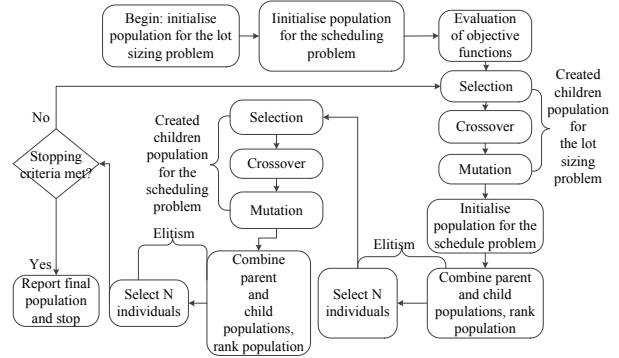 Begin: initialise
population for the lot
sizing problem
Iinitialise population
for the scheduling
problem
Evaluation
of objective
functions
Selection
Crossover
Mutation
Created
children
population
for
the lot
sizing
problem
Initialise
population for the
schedule problem
Combine parent
and child
populations, rank
population
Elitism
Select N
individuals
Selection
Crossover
Mutation
Created
children
population
for the
scheduling
problem
Combine
parent
and
child
populations,
rank population
Elitism
Select N
individuals
Stopping
criteria met?
No
Yes
Report final
population
and stop